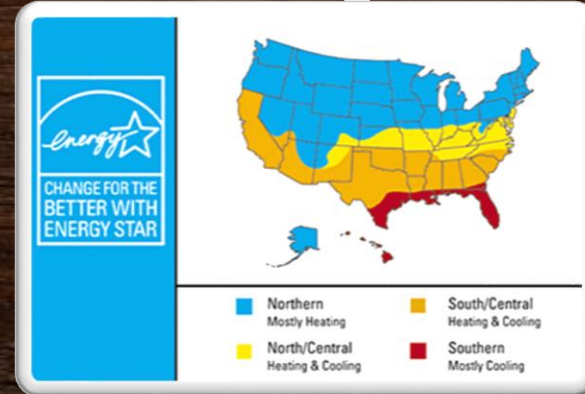 energy
CHANGE FOR THE
BETTER WITH
ENERGY STAR
Northern
Mostly Heating
North/Central
Heating & Cooling
South/Central
Heating & Cooling
Southern
Mostly Cooling